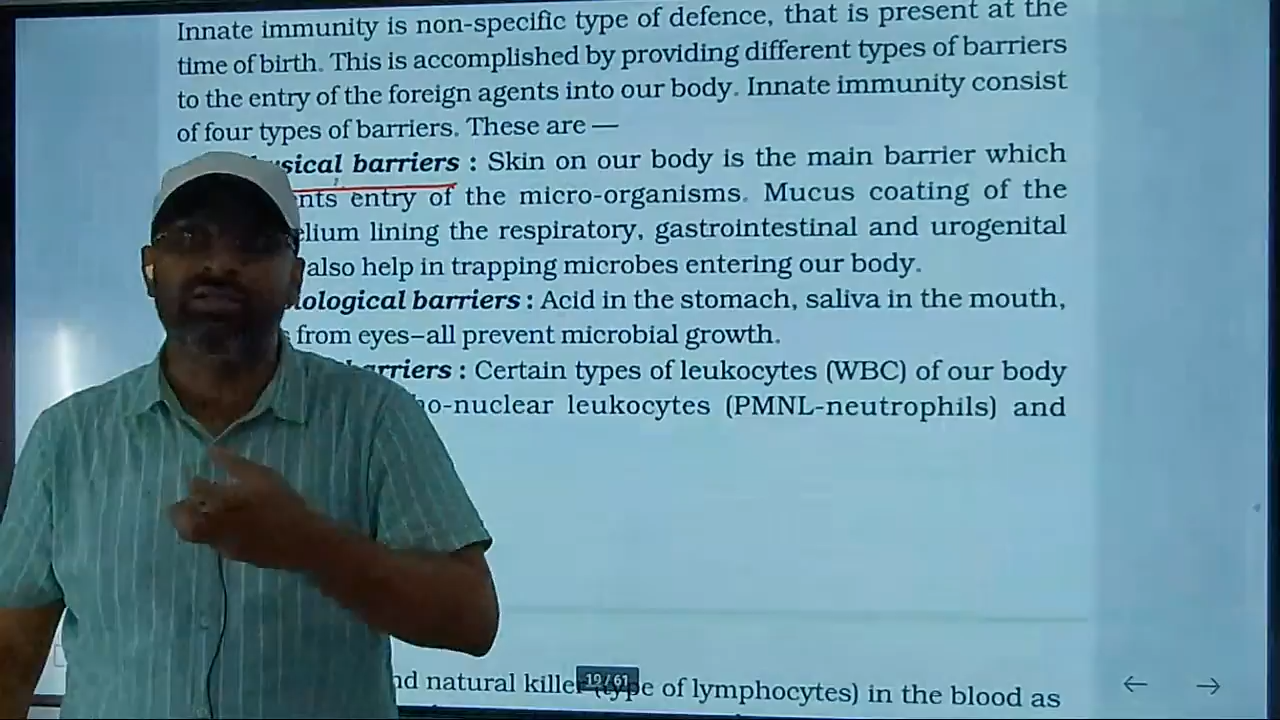 Innate immunity is non-specific type of defence, that is present at the
time of birth. This is accomplished by providing different types of barriers
to the entry of the foreign agents into our body. Innate immunity consist
of four types of barriers. These are —
sical barriers : Skin on our body is the main barrier which
nts entry of the micro-organisms. Mucus coating of the
lium lining the respiratory, gastrointestinal and urogenital
also help in trapping microbes entering our body.
iological barriers : Acid in the stomach, saliva in the mouth,
from eyes–all prevent microbial growth.
arriers : Certain types of leukocytes (WBC) of our body
o-nuclear leukocytes (PMNL-neutrophils) and
19/61
nd natural killer (type of lymphocytes) in the blood as